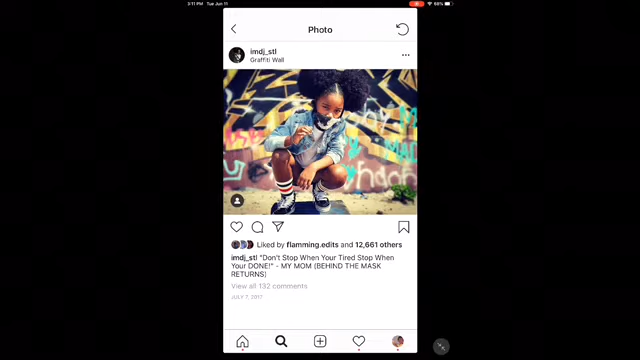 3:11 PM Tue Jun 11
66%
Photo
imdj_stl
Graffiti Wall
Liked by flamming.edits and 12,661 others
imdj_stl "Don't Stop When Your Tired Stop When
Your DONE!" - MY MOM (BEHIND THE MASK
RETURNS)
View all 132 comments
JULY 7, 2017